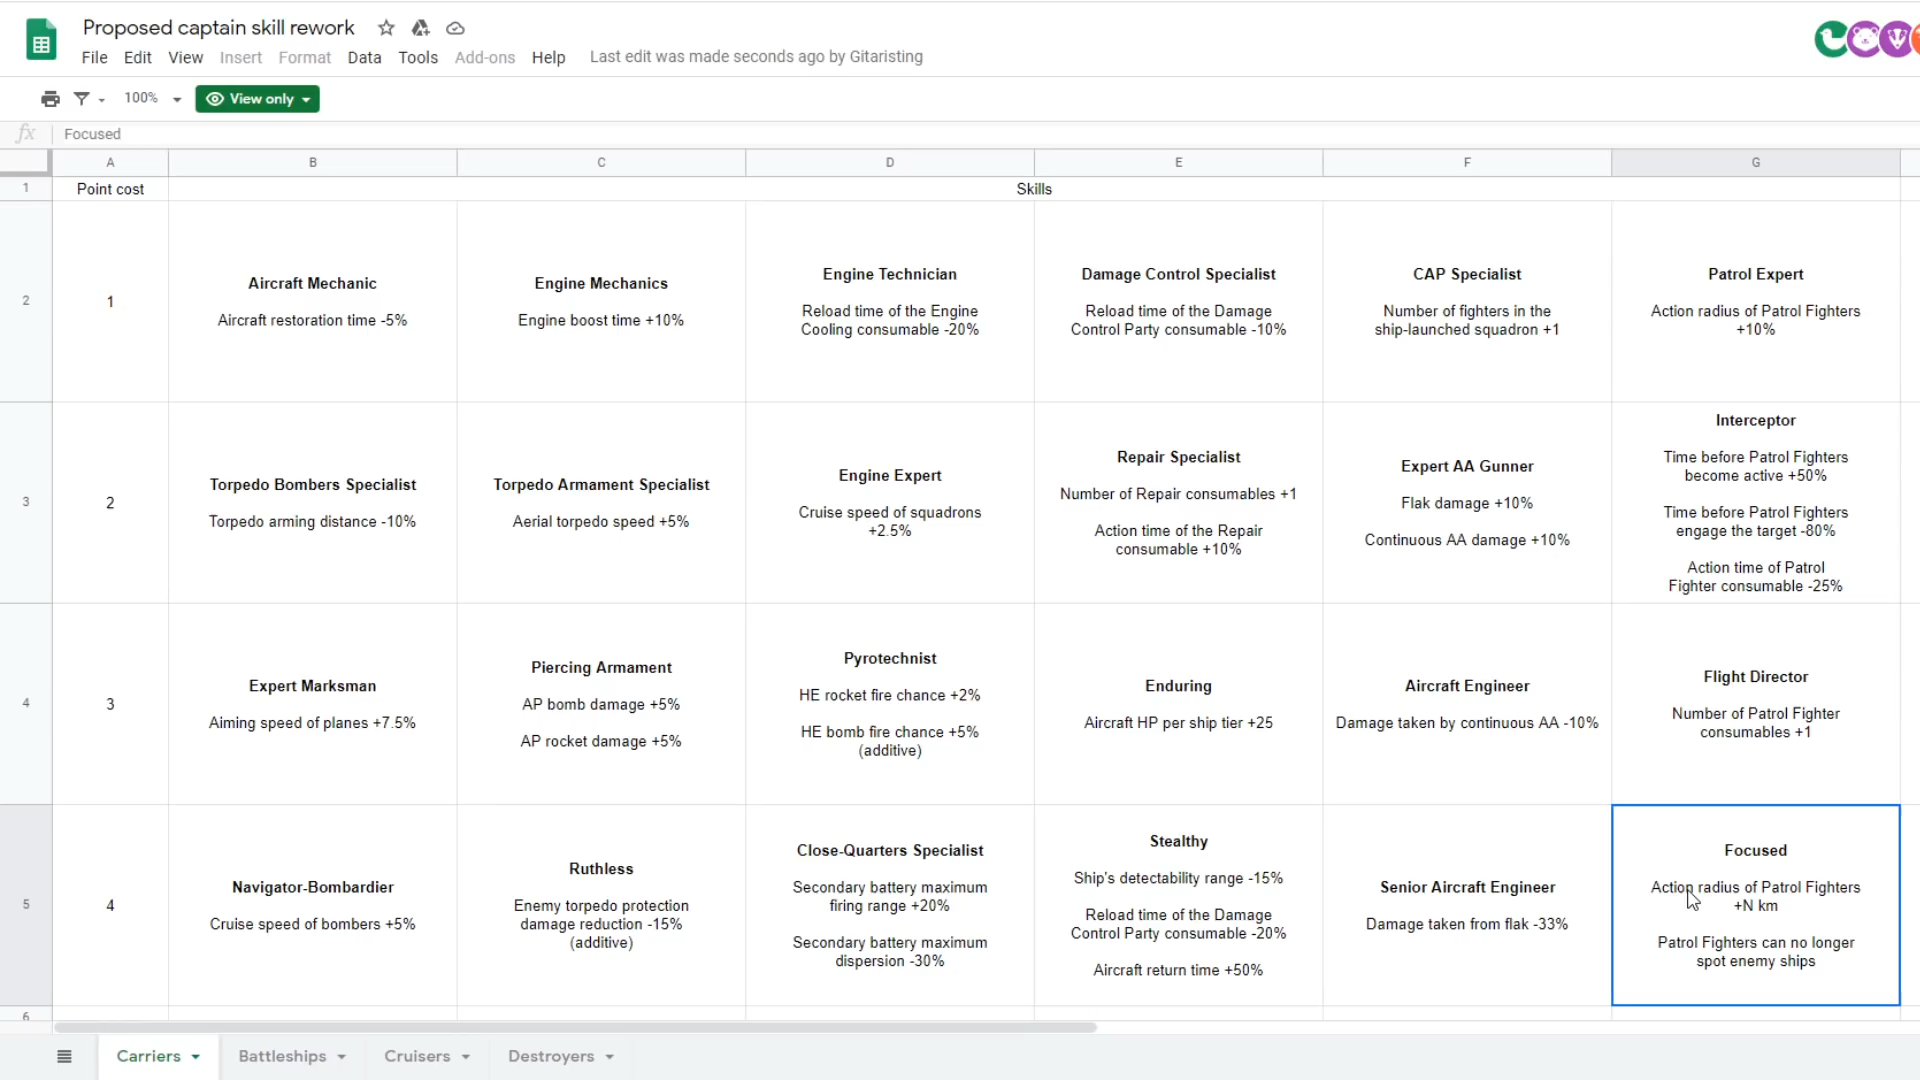 Proposed captain skill rework
File Edit View Insert Format Data Tools Add-ons Help Last edit was made seconds ago by Gitaristing
100% View only
fx Focused
A B C D E F G
1 Point cost Skills
2
1
Aircraft Mechanic
Aircraft restoration time -5%
Engine Mechanics
Engine boost time +10%
Engine Technician
Reload time of the Engine
Cooling consumable -20%
Damage Control Specialist
Reload time of the Damage
Control Party consumable -10%
CAP Specialist
Number of fighters in the
ship-launched squadron +1
Patrol Expert
Action radius of Patrol Fighters
+10%
3
2
Torpedo Bombers Specialist
Torpedo arming distance -10%
Torpedo Armament Specialist
Aerial torpedo speed +5%
Engine Expert
Cruise speed of squadrons
+2.5%
Repair Specialist
Number of Repair consumables +1
Action time of the Repair
consumable +10%
Expert AA Gunner
Flak damage +10%
Continuous AA damage +10%
Interceptor
Time before Patrol Fighters
become active +50%
Time before Patrol Fighters
engage the target -80%
Action time of Patrol
Fighter consumable -25%
4
3
Expert Marksman
Aiming speed of planes +7.5%
Piercing Armament
AP bomb damage +5%
AP rocket damage +5%
Pyrotechnist
HE rocket fire chance +2%
HE bomb fire chance +5%
(additive)
Enduring
Aircraft HP per ship tier +25
Aircraft Engineer
Damage taken by continuous AA -10%
Flight Director
Number of Patrol Fighter
consumables +1
5
4
Navigator-Bombardier
Cruise speed of bombers +5%
Ruthless
Enemy torpedo protection
damage reduction -15%
(additive)
Close-Quarters Specialist
Secondary battery maximum
firing range +20%
Secondary battery maximum
dispersion -30%
Stealthy
Ship's detectability range -15%
Reload time of the Damage
Control Party consumable -20%
Aircraft return time +50%
Senior Aircraft Engineer
Damage taken from flak -33%
Focused
Action radius of Patrol Fighters
+N km
Patrol Fighters can no longer
spot enemy ships
6
Carriers Battleships Cruisers Destroyers